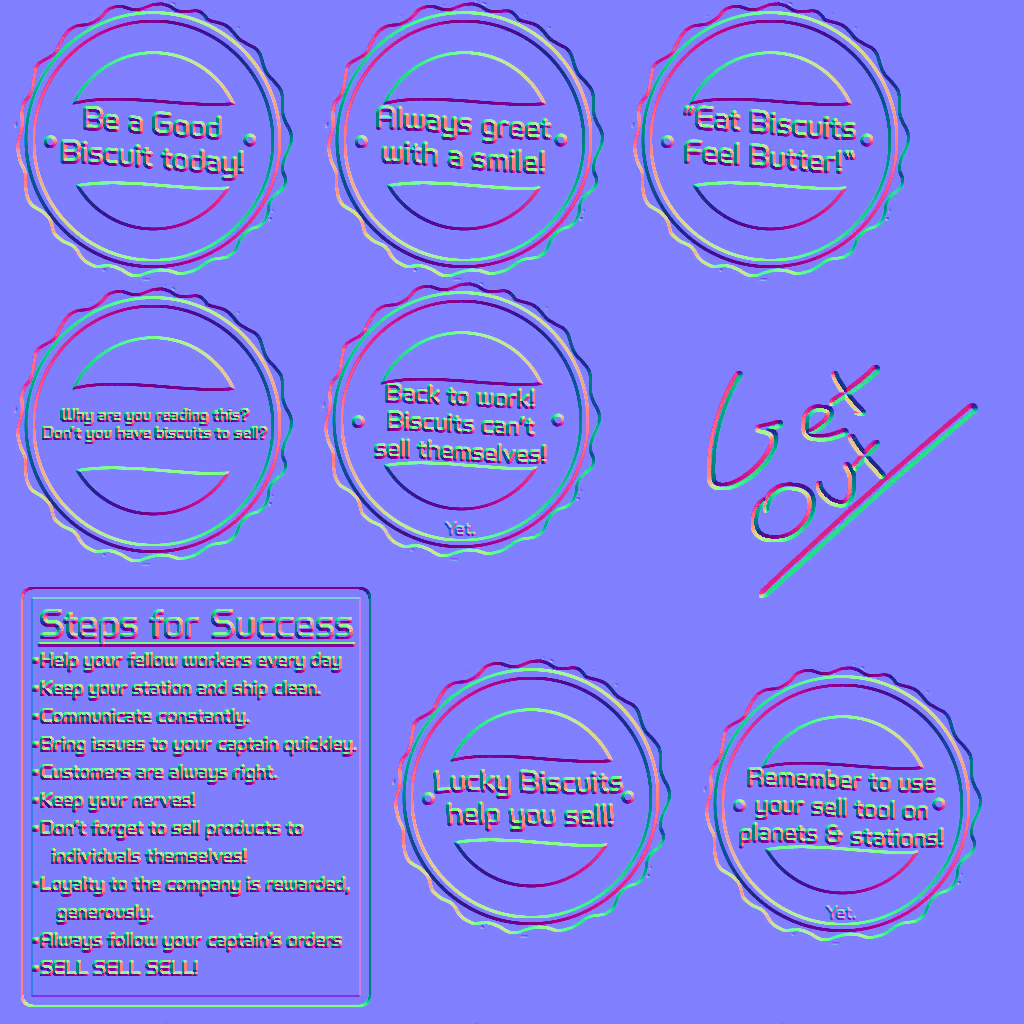 Be a Good
Biscuit today!
Always greet
with a smile!
"Eat Biscuits
Feel Butter!"
Why are you reading this?
Don't you have biscuits to sell?
Back to work!
Biscuits can't
sell themselves!
Yet.
Get
out
Steps for Success
•Help your fellow workers every day
•Keep your station and ship clean.
•Communicate constantly.
•Bring issues to your captain quickley.
•Customers are always right.
•Keep your nerves!
•Don't forget to sell products to
individuals themselves!
•Loyalty to the company is rewarded,
generously.
•Always follow your captain's orders
•SELL SELL SELL!
Lucky Biscuits
help you sell!
Remember to use
your sell tool on
planets & stations!
Yet.